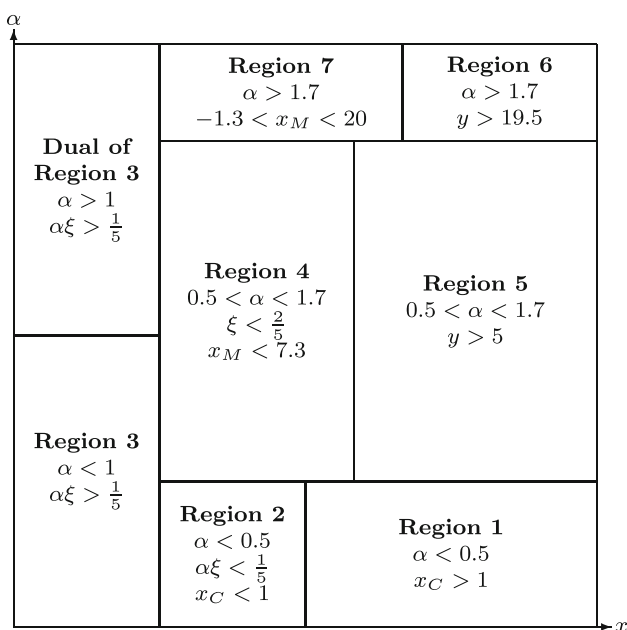 α
Region 7
α > 1.7
−1.3 < x_M < 20
Region 6
α > 1.7
y > 19.5
Dual of
Region 3
α > 1
αξ > 1/5
Region 4
0.5 < α < 1.7
ξ < 2/5
x_M < 7.3
Region 5
0.5 < α < 1.7
y > 5
Region 3
α < 1
αξ > 1/5
Region 2
α < 0.5
αξ < 1/5
x_C < 1
Region 1
α < 0.5
x_C > 1
x